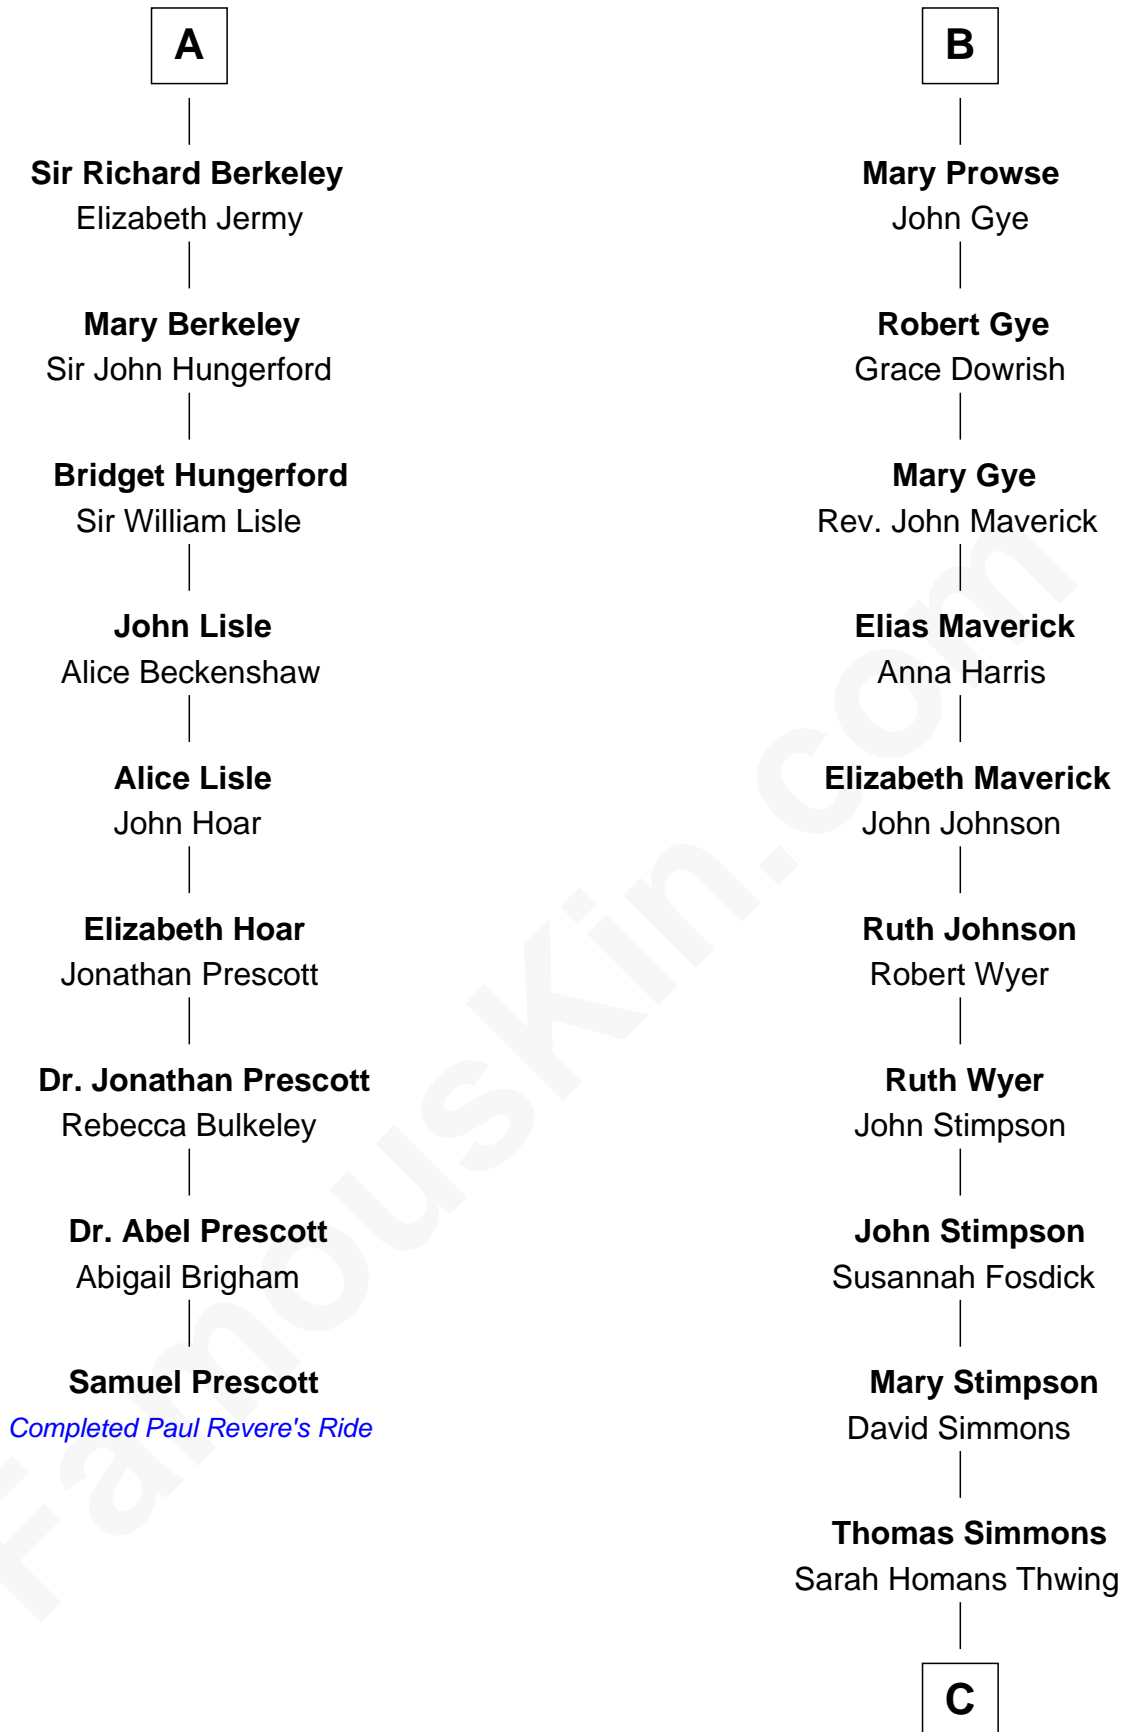 A
Sir Richard Berkeley
Elizabeth Jermy
Mary Berkeley
Sir John Hungerford
Bridget Hungerford
Sir William Lisle
John Lisle
Alice Beckenshaw
Alice Lisle
John Hoar
Elizabeth Hoar
Jonathan Prescott
Dr. Jonathan Prescott
Rebecca Bulkeley
Dr. Abel Prescott
Abigail Brigham
Samuel Prescott
Completed Paul Revere's Ride
B
Mary Prowse
John Gye
Robert Gye
Grace Dowrish
Mary Gye
Rev. John Maverick
Elias Maverick
Anna Harris
Elizabeth Maverick
John Johnson
Ruth Johnson
Robert Wyer
Ruth Wyer
John Stimpson
John Stimpson
Susannah Fosdick
Mary Stimpson
David Simmons
Thomas Simmons
Sarah Homans Thwing
C
FamousKin.com